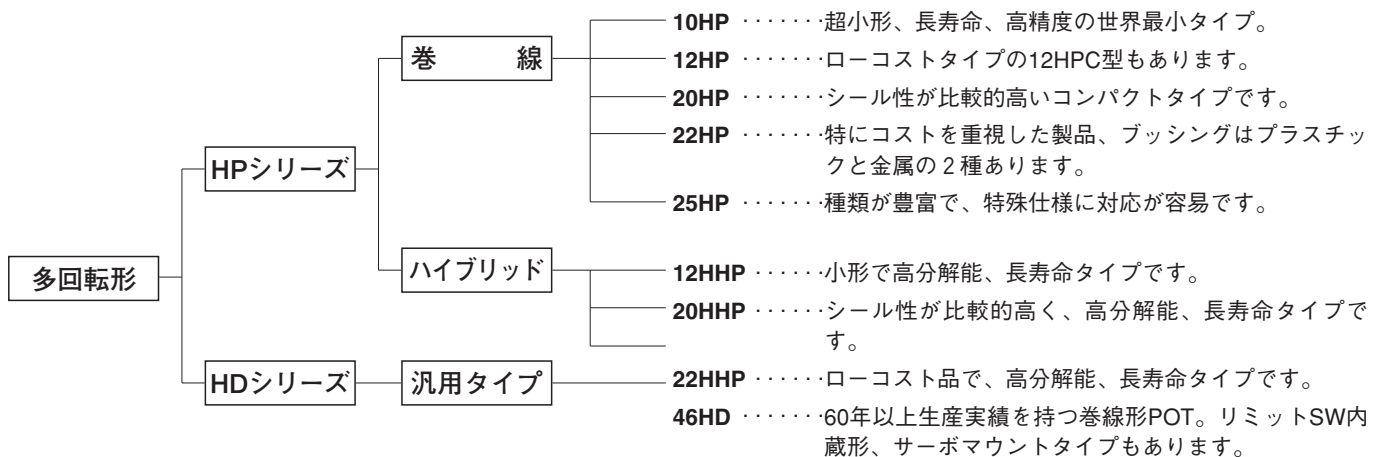 10HP ·······超小形、長寿命、高精度の世界最小タイプ。
巻　　線
12HP ·······ローコストタイプの12HPC型もあります。
20HP ·······シール性が比較的高いコンパクトタイプです。
22HP ·······特にコストを重視した製品、ブッシングはプラスチッ
クと金属の２種あります。
HPシリーズ
25HP ·······種類が豊富で、特殊仕様に対応が容易です。
多回転形
ハイブリッド
12HHP ······小形で高分解能、長寿命タイプです。
20HHP ······シール性が比較的高く、高分解能、長寿命タイプで
す。
HDシリーズ
汎用タイプ
22HHP ······ローコスト品で、高分解能、長寿命タイプです。
46HD ·······60年以上生産実績を持つ巻線形POT。リミットSW内
蔵形、サーボマウントタイプもあります。